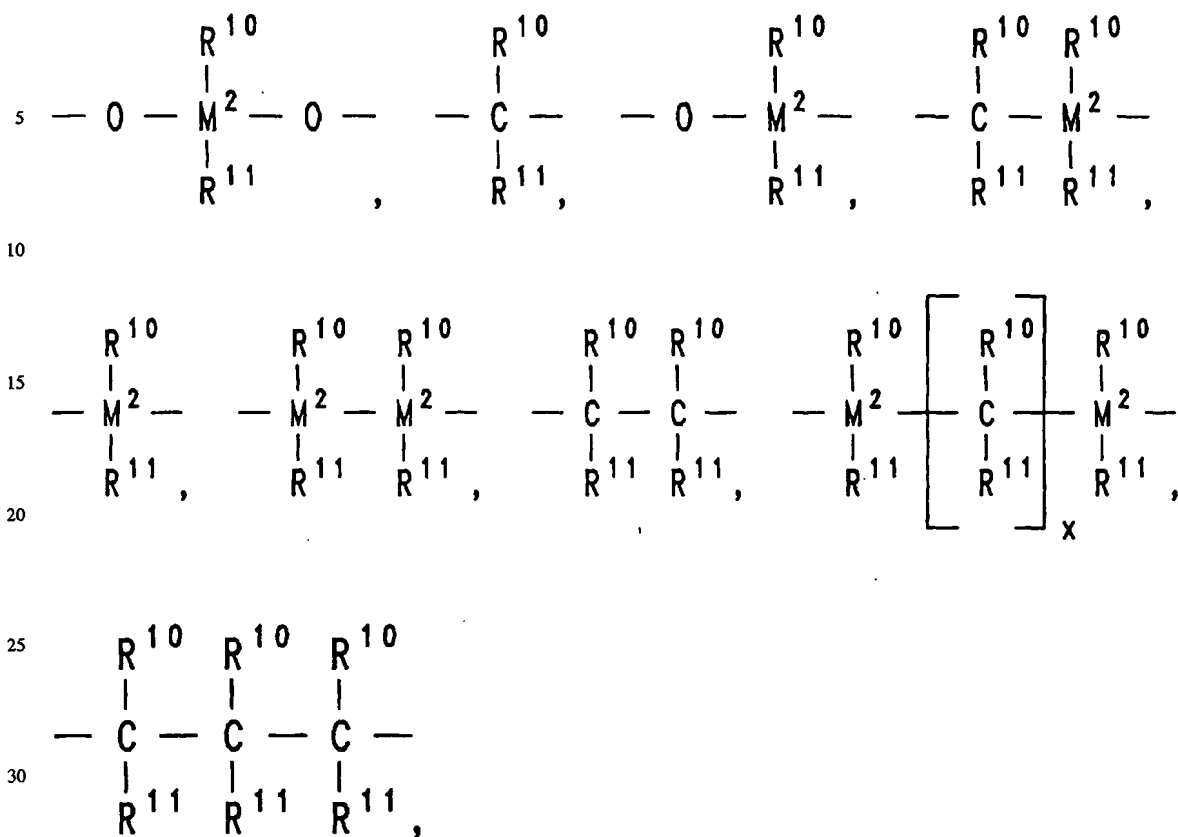 R¹⁰ R¹⁰ R¹⁰ R¹⁰ R¹⁰
5 — O — M² — O — — C — — O — M² — — C — M² —
R¹¹ , R¹¹, R¹¹, R¹¹ R¹¹,
10
R¹⁰ R¹⁰ R¹⁰ R¹⁰ R¹⁰ R¹⁰ R¹⁰ R¹⁰
15
— M² — — M² — M² — — C — C — — M² — [ C ] — M² —
R¹¹, R¹¹ R¹¹, R¹¹ R¹¹, R¹¹ R¹¹ R¹¹,
20
x
25 R¹⁰ R¹⁰ R¹⁰
— C — C — C —
30
R¹¹ R¹¹ R¹¹,